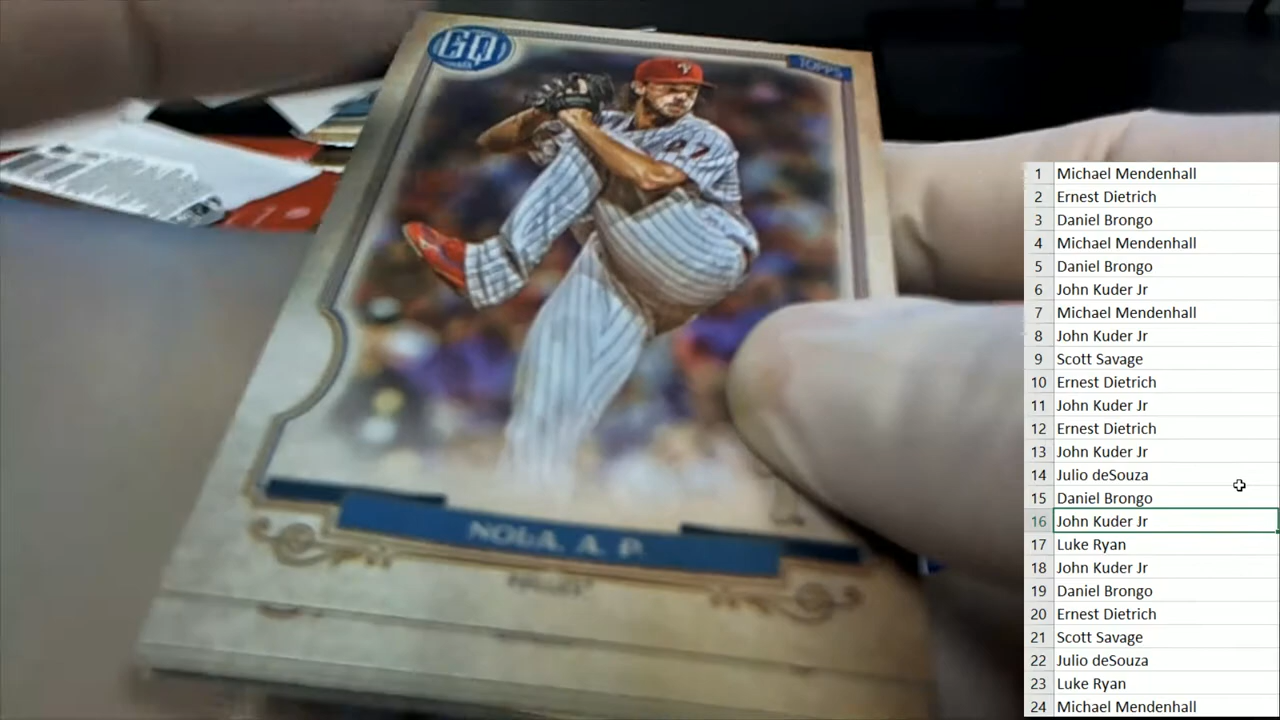 GQ
TOPPS
P 7
NOLA. A. P.
1 Michael Mendenhall
2 Ernest Dietrich
3 Daniel Brongo
4 Michael Mendenhall
5 Daniel Brongo
6 John Kuder Jr
7 Michael Mendenhall
8 John Kuder Jr
9 Scott Savage
10 Ernest Dietrich
11 John Kuder Jr
12 Ernest Dietrich
13 John Kuder Jr
14 Julio deSouza
15 Daniel Brongo
16 John Kuder Jr
17 Luke Ryan
18 John Kuder Jr
19 Daniel Brongo
20 Ernest Dietrich
21 Scott Savage
22 Julio deSouza
23 Luke Ryan
24 Michael Mendenhall